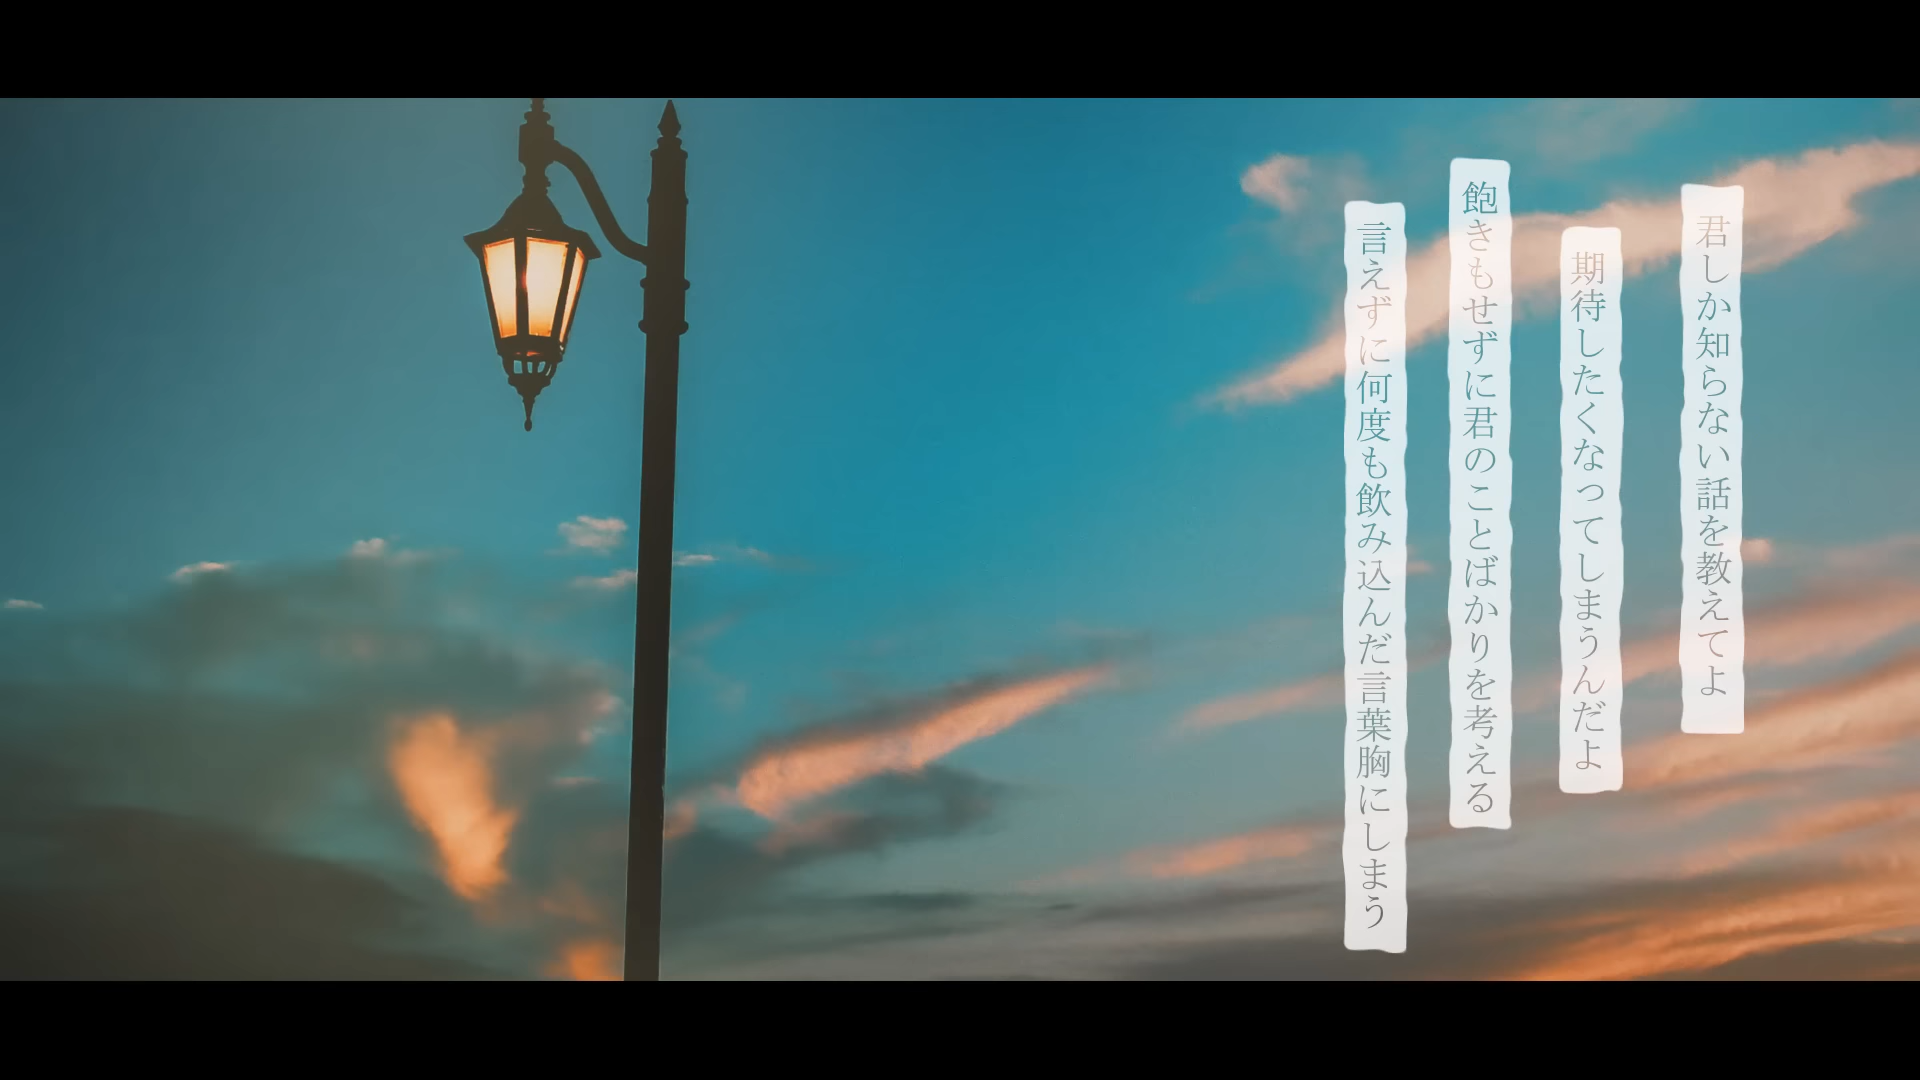 君しか知らない話を教えてよ
期待したくなってしまうんだよ
飽きもせずに君のことばかりを考える
言えずに何度も飲み込んだ言葉胸にしまう